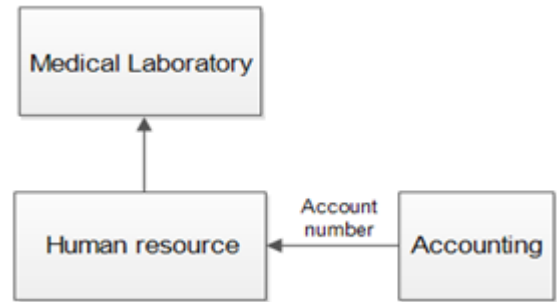 Medical Laboratory
Account
number
Human resource
Accounting